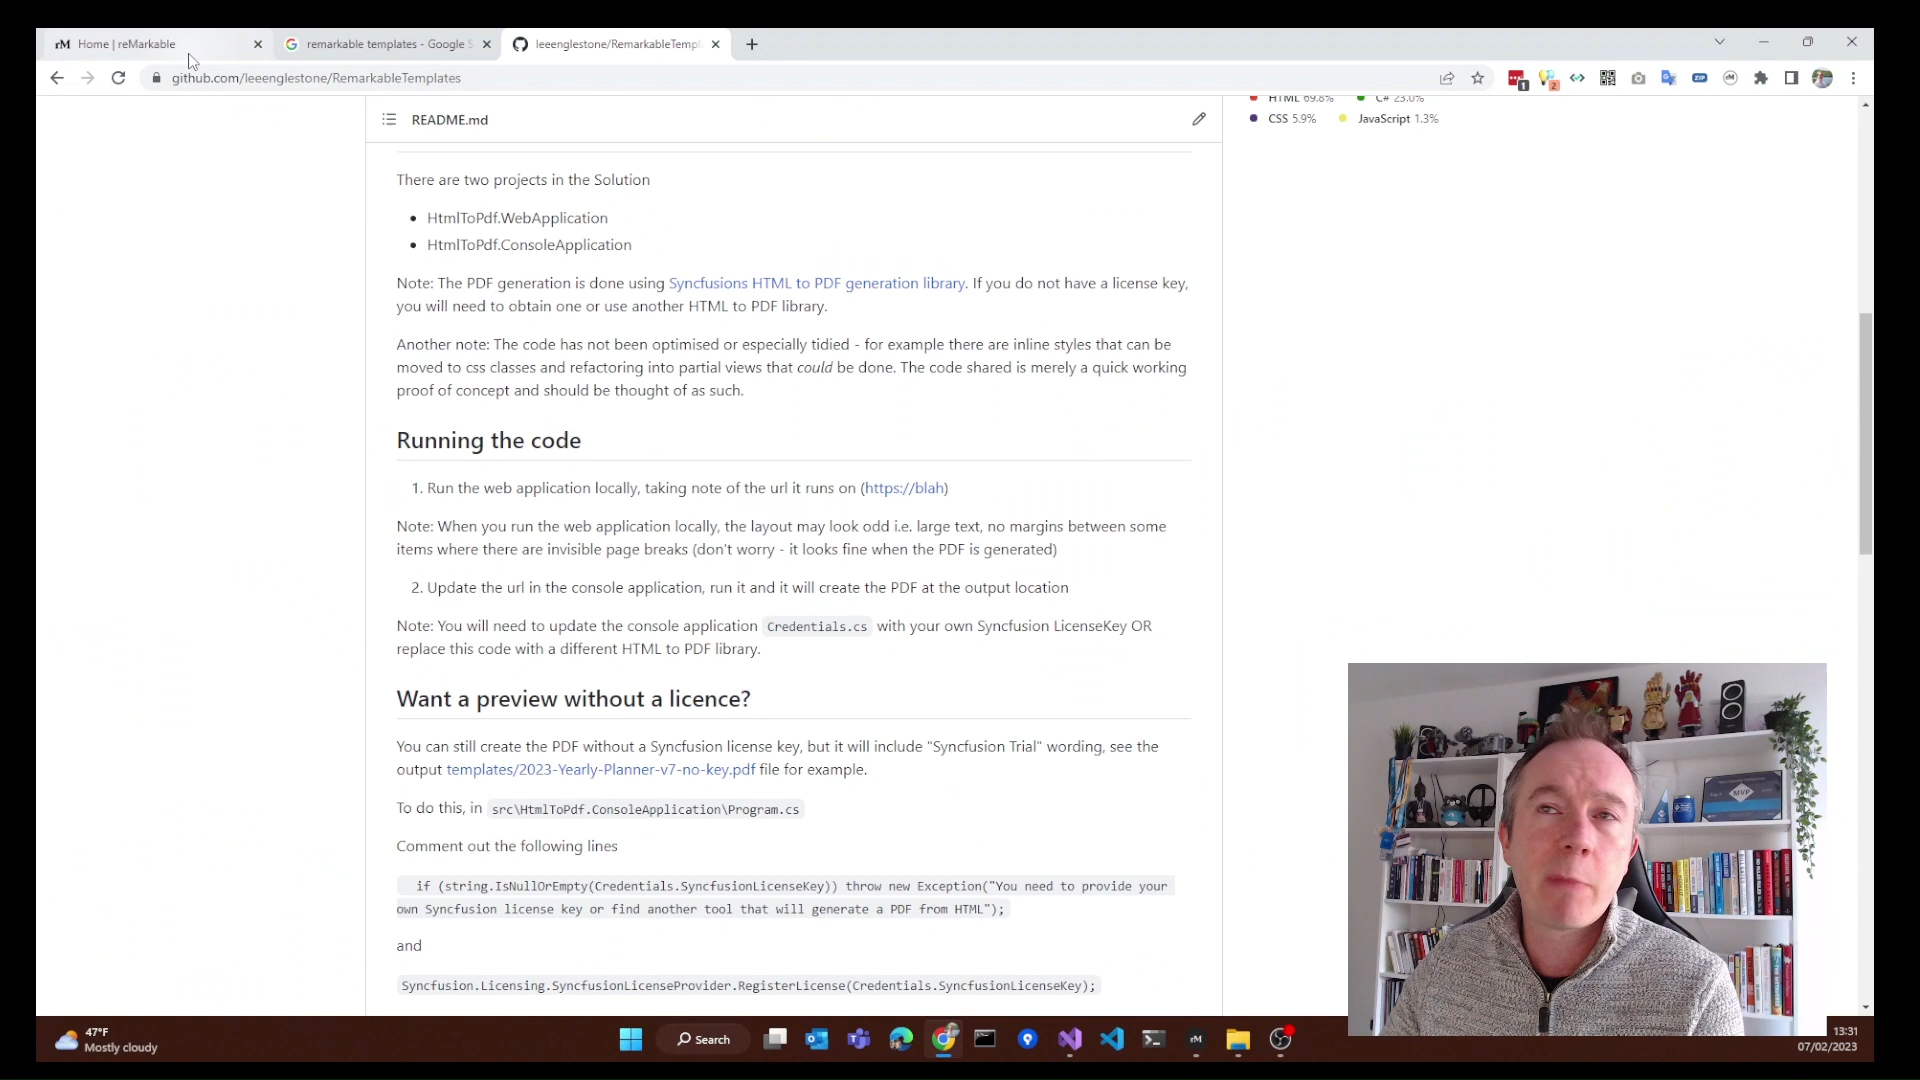 rM Home | reMarkable
remarkable templates - Google S
leeenglestone/RemarkableTempl
github.com/leeenglestone/RemarkableTemplates
README.md
HTML 69.8% C# 23.0%
CSS 5.9% JavaScript 1.3%
There are two projects in the Solution
HtmlToPdf.WebApplication
HtmlToPdf.ConsoleApplication
Note: The PDF generation is done using Syncfusions HTML to PDF generation library. If you do not have a license key,
you will need to obtain one or use another HTML to PDF library.
Another note: The code has not been optimised or especially tidied - for example there are inline styles that can be
moved to css classes and refactoring into partial views that could be done. The code shared is merely a quick working
proof of concept and should be thought of as such.
Running the code
1. Run the web application locally, taking note of the url it runs on (https://blah)
Note: When you run the web application locally, the layout may look odd i.e. large text, no margins between some
items where there are invisible page breaks (don't worry - it looks fine when the PDF is generated)
2. Update the url in the console application, run it and it will create the PDF at the output location
Note: You will need to update the console application Credentials.cs with your own Syncfusion LicenseKey OR
replace this code with a different HTML to PDF library.
Want a preview without a licence?
You can still create the PDF without a Syncfusion license key, but it will include "Syncfusion Trial" wording, see the
output templates/2023-Yearly-Planner-v7-no-key.pdf file for example.
To do this, in src\HtmlToPdf.ConsoleApplication\Program.cs
Comment out the following lines
if (string.IsNullOrEmpty(Credentials.SyncfusionLicenseKey)) throw new Exception("You need to provide your
own Syncfusion license key or find another tool that will generate a PDF from HTML");
and
Syncfusion.Licensing.SyncfusionLicenseProvider.RegisterLicense(Credentials.SyncfusionLicenseKey);
MVP
47°F
Mostly cloudy
Search
rM
13:31
07/02/2023